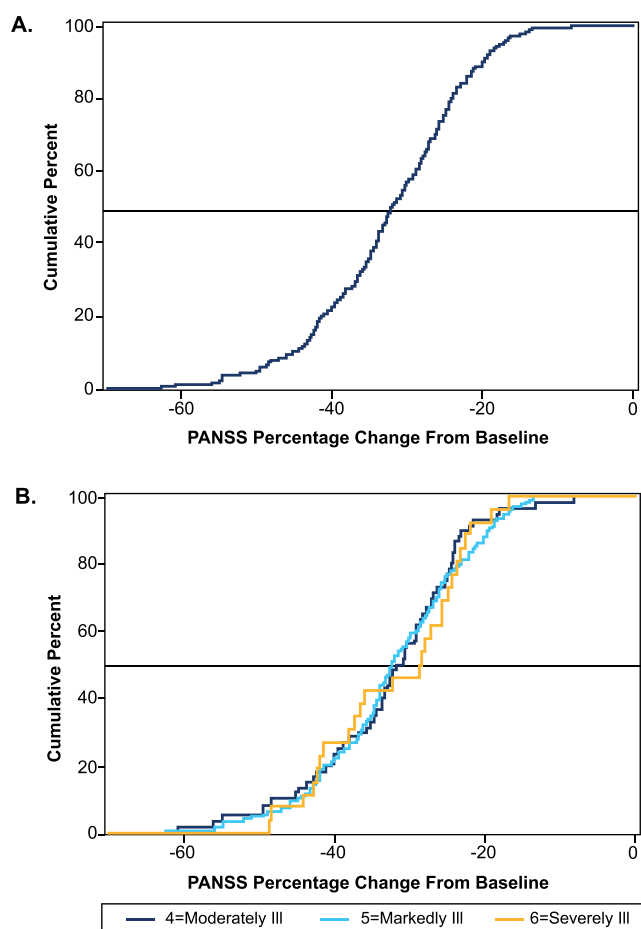 A.
100
80
60
40
20
0
Cumulative Percent
-60 -40 -20 0
PANSS Percentage Change From Baseline
B.
100
80
60
40
20
0
Cumulative Percent
-60 -40 -20 0
PANSS Percentage Change From Baseline
4=Moderately Ill 5=Markedly Ill 6=Severely Ill